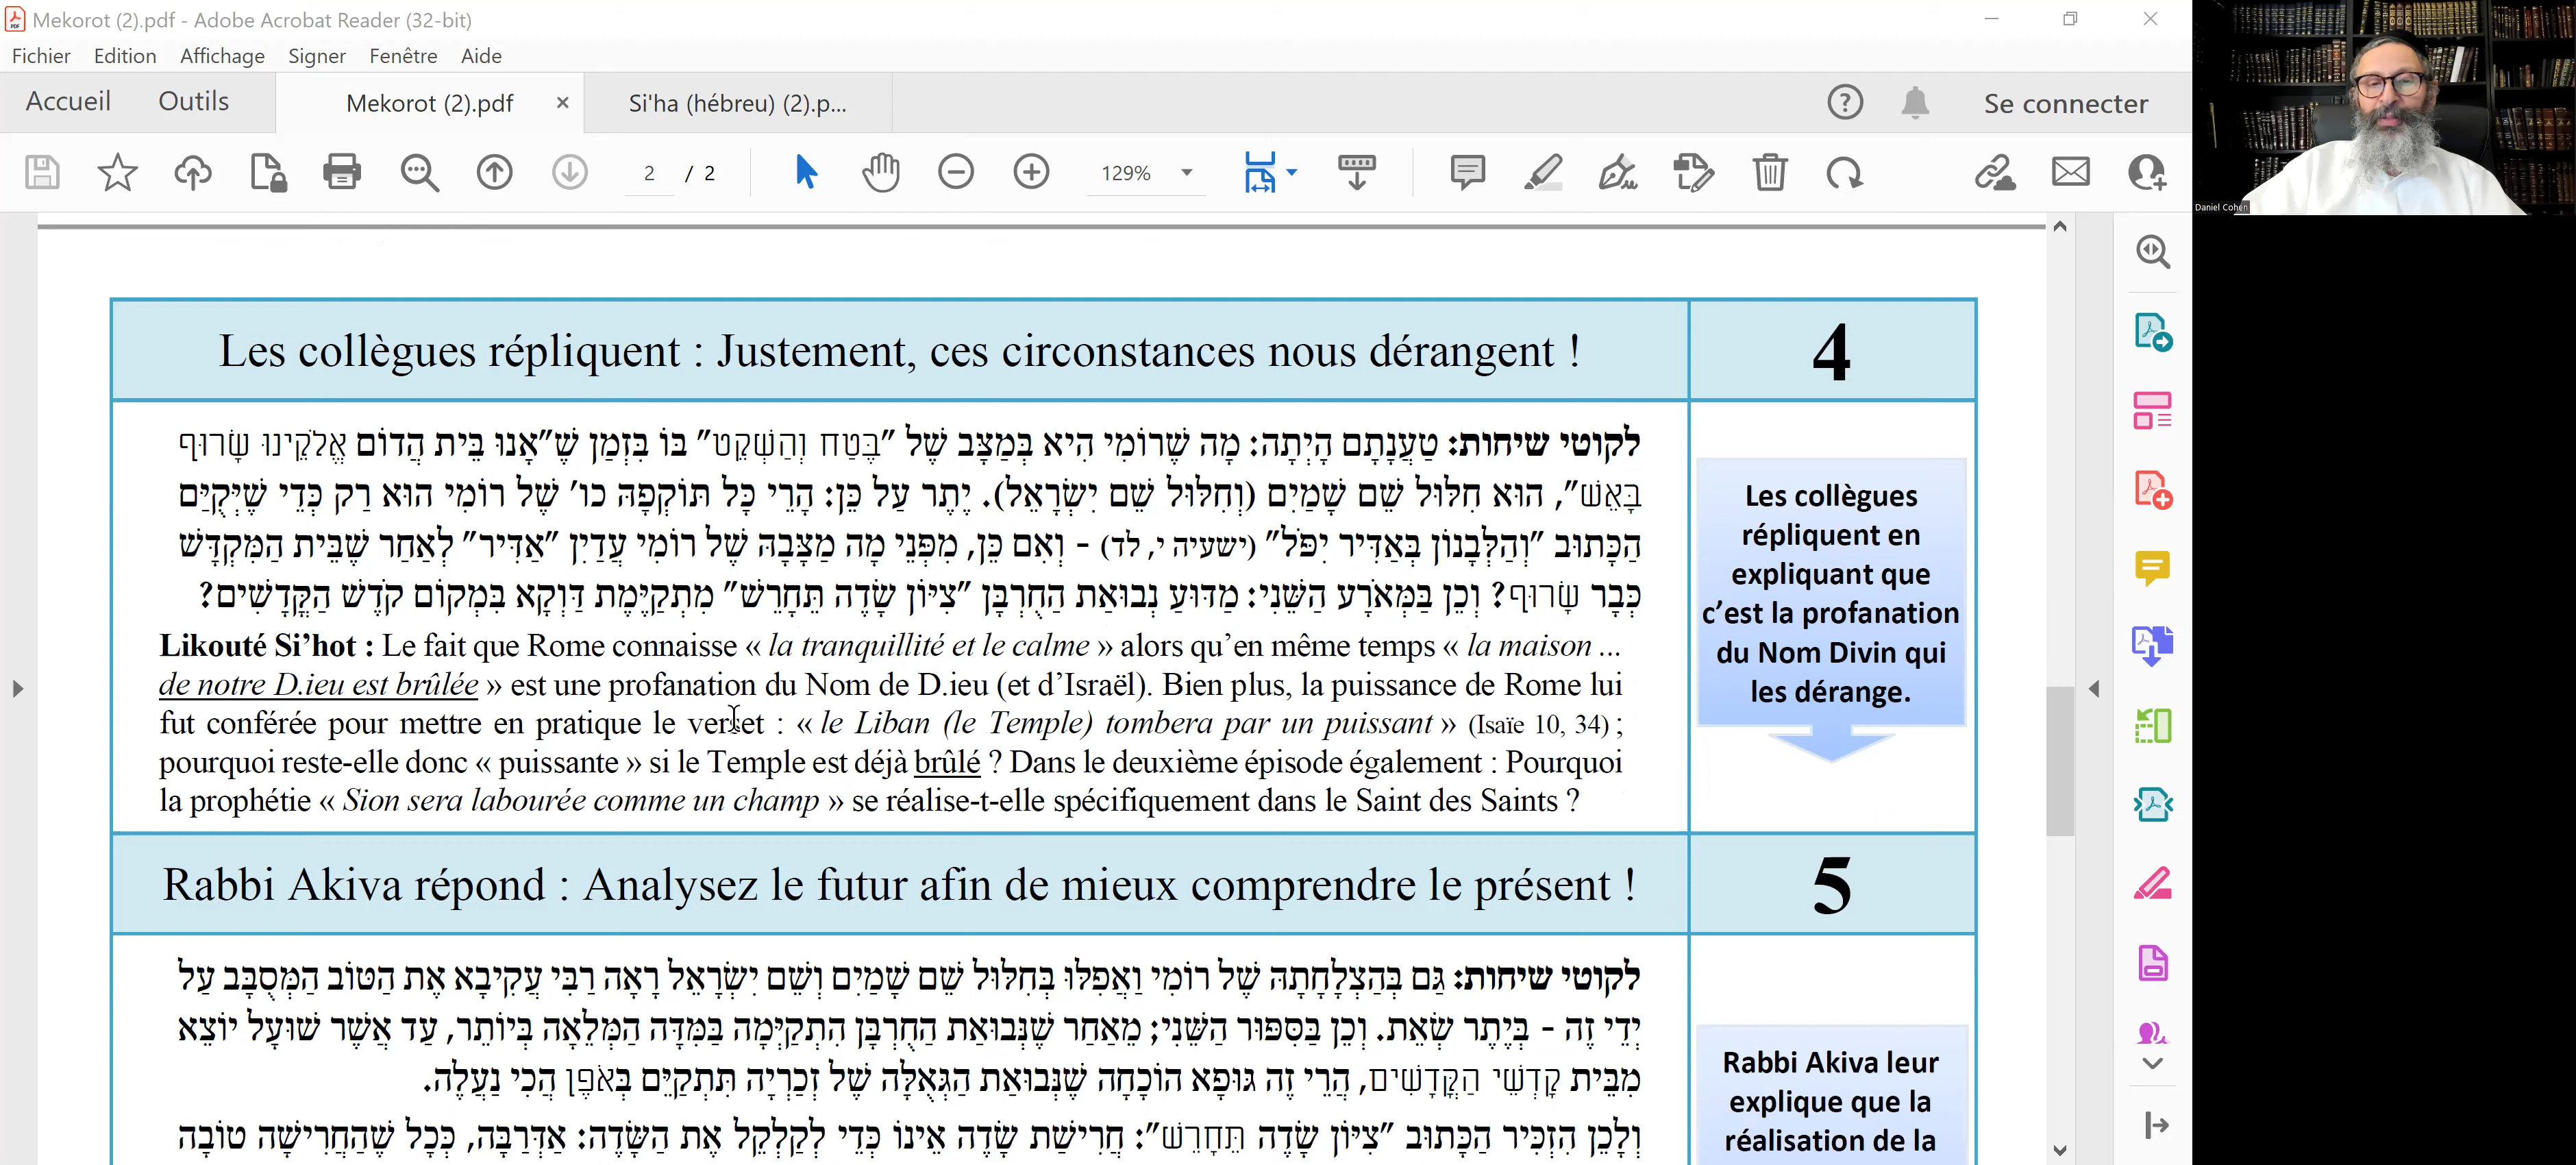 Mekorot (2).pdf - Adobe Acrobat Reader (32-bit)
Fichier Edition Affichage Signer Fenêtre Aide
Accueil Outils Mekorot (2).pdf Si'ha (hébreu) (2).p... Se connecter
2 / 2 129%
Daniel Cohen
Les collègues répliquent : Justement, ces circonstances nous dérangent !
4
לקוטי שיחות: טַעֲנָתָם הָיְתָה: מָה שֶׁרוֹמִי הִיא בְּמַצָּב שֶׁל "בֶּטַח וְהַשְׁקֵט" בּוֹ בִּזְמַן שֶׁ"אָנוּ בֵּית הֲדוֹם אֱלֹקֵינוּ שָׂרוּף
בָּאֵשׁ", הוּא חִלּוּל שֵׁם שָׁמַיִם (וְחִלּוּל שֵׁם יִשְׂרָאֵל). יֶתֶר עַל כֵּן: הֲרֵי כָּל תּוֹקְפָּהּ כו' שֶׁל רוֹמִי הוּא רַק כְּדֵי שֶׁיְּקֻיַּם
הַכָּתוּב "וְהַלְּבָנוֹן בְּאַדִּיר יִפֹּל" (ישעיה י, לד) - וְאִם כֵּן, מִפְּנֵי מָה מַצָּבָהּ שֶׁל רוֹמִי עֲדַיִן "אַדִּיר" לְאַחַר שֶׁבֵּית הַמִּקְדָּשׁ
כְּבָר שָׂרוּף? וְכֵן בַּמְּאֹרָע הַשֵּׁנִי: מַדּוּעַ נְבוּאַת הַחֻרְבָּן "צִיּוֹן שָׂדֶה תֵּחָרֵשׁ" מִתְקַיֶּמֶת דַּוְקָא בִּמְקוֹם קֹדֶשׁ הַקֳּדָשִׁים?
Likouté Si'hot : Le fait que Rome connaisse « la tranquillité et le calme » alors qu'en même temps « la maison ...
de notre D.ieu est brûlée » est une profanation du Nom de D.ieu (et d'Israël). Bien plus, la puissance de Rome lui
fut conférée pour mettre en pratique le verset : « le Liban (le Temple) tombera par un puissant » (Isaïe 10, 34) ;
pourquoi reste-elle donc « puissante » si le Temple est déjà brûlé ? Dans le deuxième épisode également : Pourquoi
la prophétie « Sion sera labourée comme un champ » se réalise-t-elle spécifiquement dans le Saint des Saints ?
Les collègues
répliquent en
expliquant que
c'est la profanation
du Nom Divin qui
les dérange.
Rabbi Akiva répond : Analysez le futur afin de mieux comprendre le présent !
5
לקוטי שיחות: גַּם בְּהַצְלָחָתָהּ שֶׁל רוֹמִי וַאֲפִלּוּ בְּחִלּוּל שֵׁם שָׁמַיִם וְשֵׁם יִשְׂרָאֵל רָאָה רַבִּי עֲקִיבָא אֶת הַטּוֹב הַמְּסֻבָּב עַל
יְדֵי זֶה - בְּיֶתֶר שְׂאֵת. וְכֵן בַּסִּפּוּר הַשֵּׁנִי; מֵאַחַר שֶׁנְּבוּאַת הַחֻרְבָּן הִתְקַיְּמָה בַּמִּדָּה הַמְּלֵאָה בְּיוֹתֵר, עַד אֲשֶׁר שׁוּעָל יוֹצֵא
מִבֵּית קָדְשֵׁי הַקֳּדָשִׁים, הֲרֵי זֶה גּוּפָא הוֹכָחָה שֶׁנְּבוּאַת הַגְּאֻלָּה שֶׁל זְכַרְיָה תִּתְקַיֵּם בְּאֹפֶן הֲכִי נַעֲלֶה.
וְלָכֵן הִזְכִּיר הַכָּתוּב "צִיּוֹן שָׂדֶה תֵּחָרֵשׁ": חֲרִישַׁת שָׂדֶה אֵינוֹ כְּדֵי לְקַלְקֵל אֶת הַשָּׂדֶה: אַדְּרַבָּה, כְּכָל שֶׁהַחֲרִישָׁה טוֹבָה
Rabbi Akiva leur
explique que la
réalisation de la